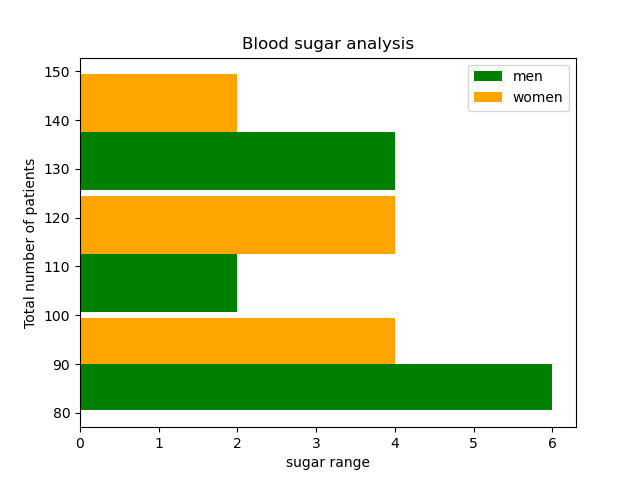 Blood sugar analysis
men
women
Total number of patients
150
140
130
120
110
100
90
80
0 1 2 3 4 5 6
sugar range